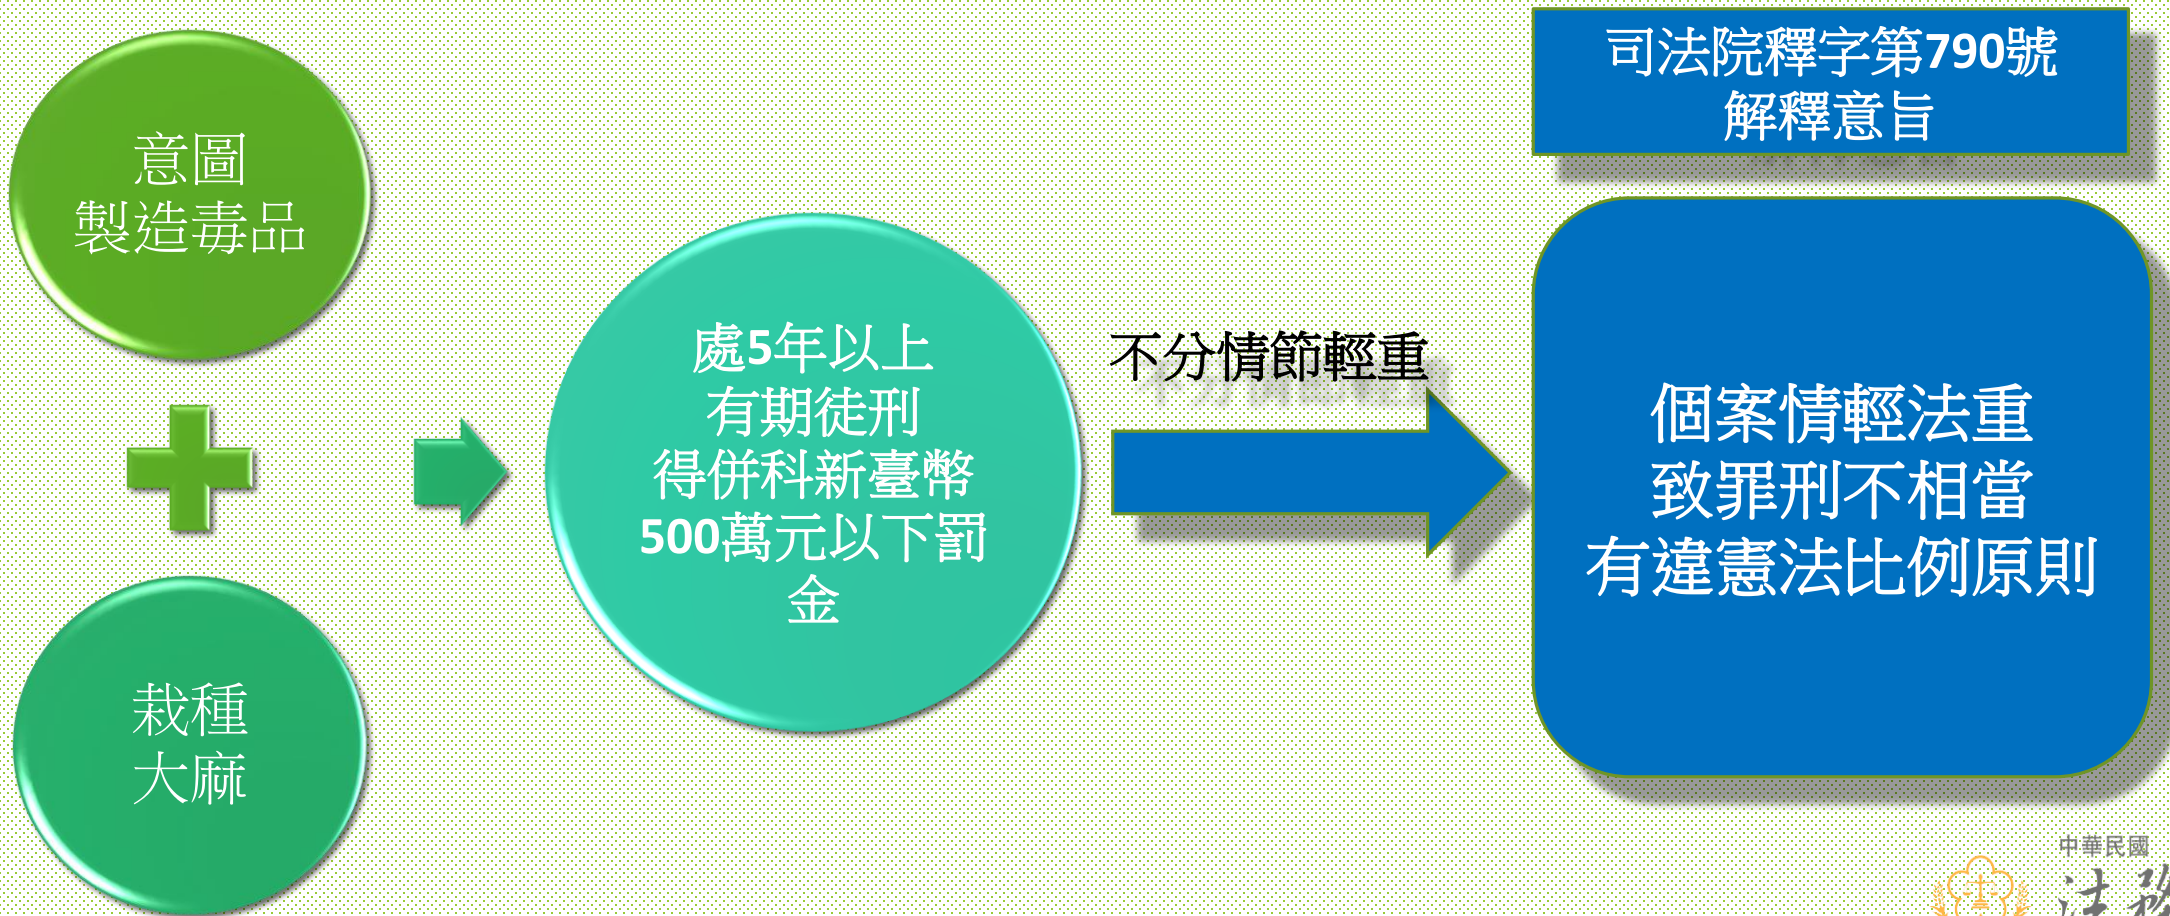 意圖
製造毒品
栽種
大麻
處5年以上
有期徒刑
得併科新臺幣
500萬元以下罰
金
不分情節輕重
司法院釋字第790號
解釋意旨
個案情輕法重
致罪刑不相當
有違憲法比例原則
中華民國
法務